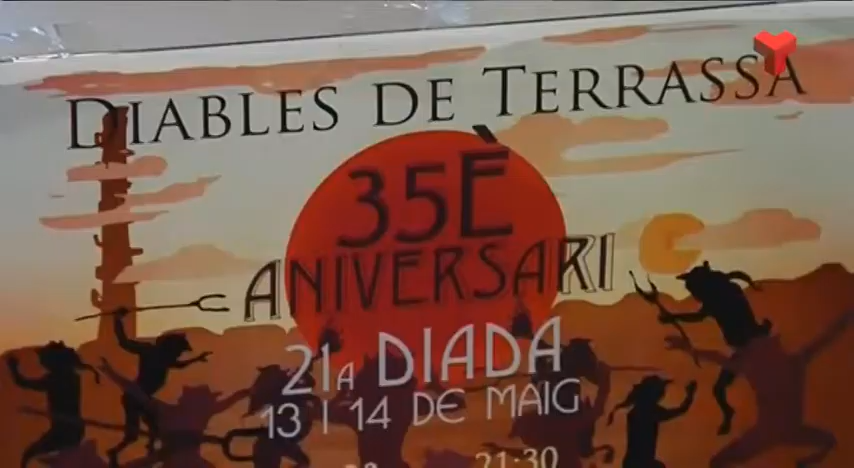 DIABLES DE TERRASSA
35È
ANIVERSARI
21A DIADA
13 I 14 DE MAIG
21:30